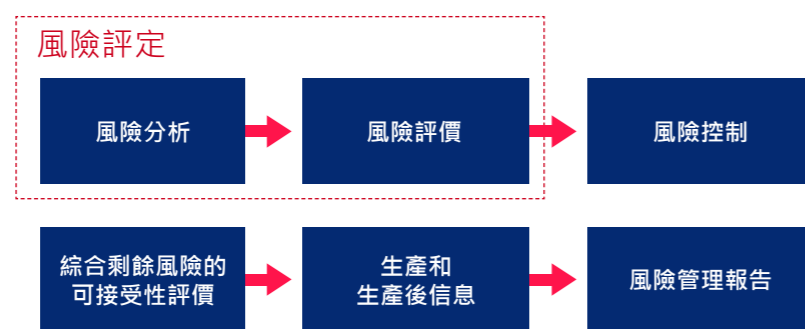 風險評定
風險分析
風險評價
風險控制
綜合剩餘風險的
可接受性評價
生產和
生產後信息
風險管理報告